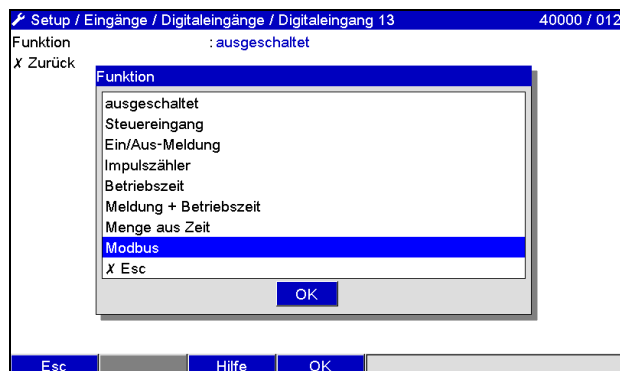 Setup / Eingänge / Digitaleingänge / Digitaleingang 13 40000 / 012
Funktion : ausgeschaltet
X Zurück
Funktion
ausgeschaltet
Steuereingang
Ein/Aus-Meldung
Impulszähler
Betriebszeit
Meldung + Betriebszeit
Menge aus Zeit
Modbus
X Esc
OK
Esc Hilfe OK